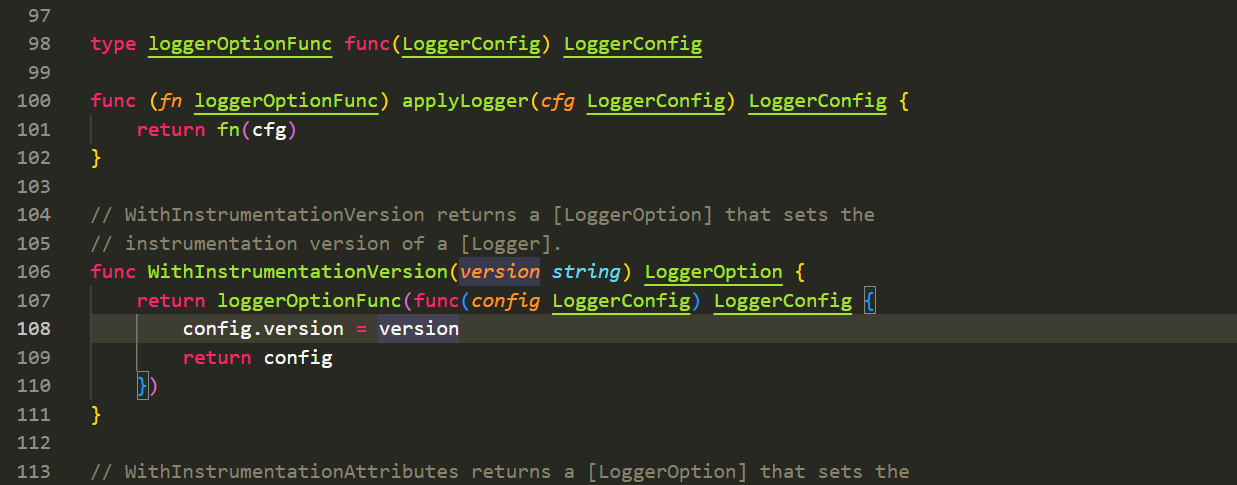 97
98 type loggerOptionFunc func(LoggerConfig) LoggerConfig
99
100 func (fn loggerOptionFunc) applyLogger(cfg LoggerConfig) LoggerConfig {
101     return fn(cfg)
102 }
103
104 // WithInstrumentationVersion returns a [LoggerOption] that sets the
105 // instrumentation version of a [Logger].
106 func WithInstrumentationVersion(version string) LoggerOption {
107     return loggerOptionFunc(func(config LoggerConfig) LoggerConfig {
108         config.version = version
109         return config
110     })
111 }
112
113 // WithInstrumentationAttributes returns a [LoggerOption] that sets the